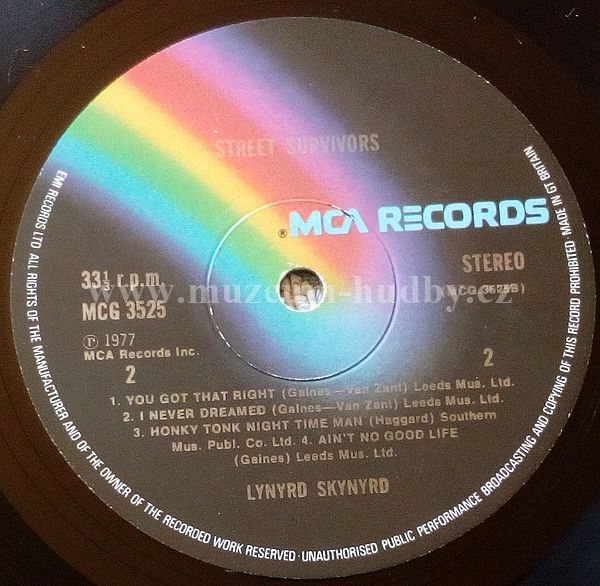 STREET SURVIVORS
® MCA RECORDS
33⅓ r.p.m.
MCG 3525
STEREO
(MCG 3525B)
℗ 1977
MCA Records Inc.
2
2
1. YOU GOT THAT RIGHT (Gaines—Van Zant) Leeds Mus. Ltd.
2. I NEVER DREAMED (Gaines—Van Zant) Leeds Mus. Ltd.
3. HONKY TONK NIGHT TIME MAN (Haggard) Southern
Mus. Publ. Co. Ltd. 4. AIN'T NO GOOD LIFE
(Gaines) Leeds Mus. Ltd.
LYNYRD SKYNYRD
EMI RECORDS LTD ALL RIGHTS OF THE MANUFACTURER AND OF THE OWNER OF THE RECORDED WORK RESERVED · UNAUTHORISED PUBLIC PERFORMANCE BROADCASTING AND COPYING OF THIS RECORD PROHIBITED MADE IN GT BRITAIN
www.muzeum-hudby.cz